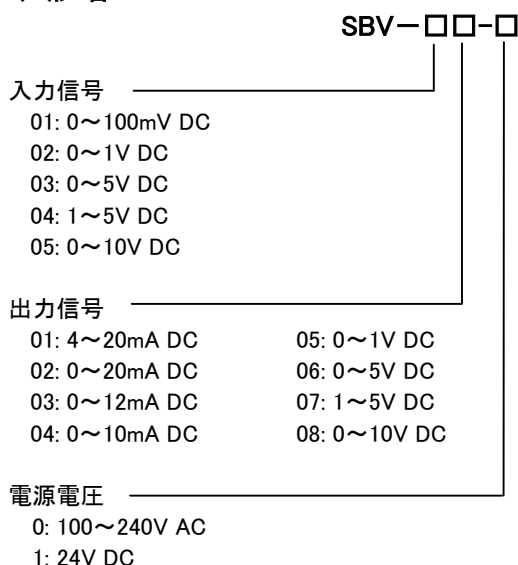 SBV-□□-□
入力信号
01: 0～100mV DC
02: 0～1V DC
03: 0～5V DC
04: 1～5V DC
05: 0～10V DC
出力信号
01: 4～20mA DC
02: 0～20mA DC
03: 0～12mA DC
04: 0～10mA DC
05: 0～1V DC
06: 0～5V DC
07: 1～5V DC
08: 0～10V DC
電源電圧
0: 100～240V AC
1: 24V DC